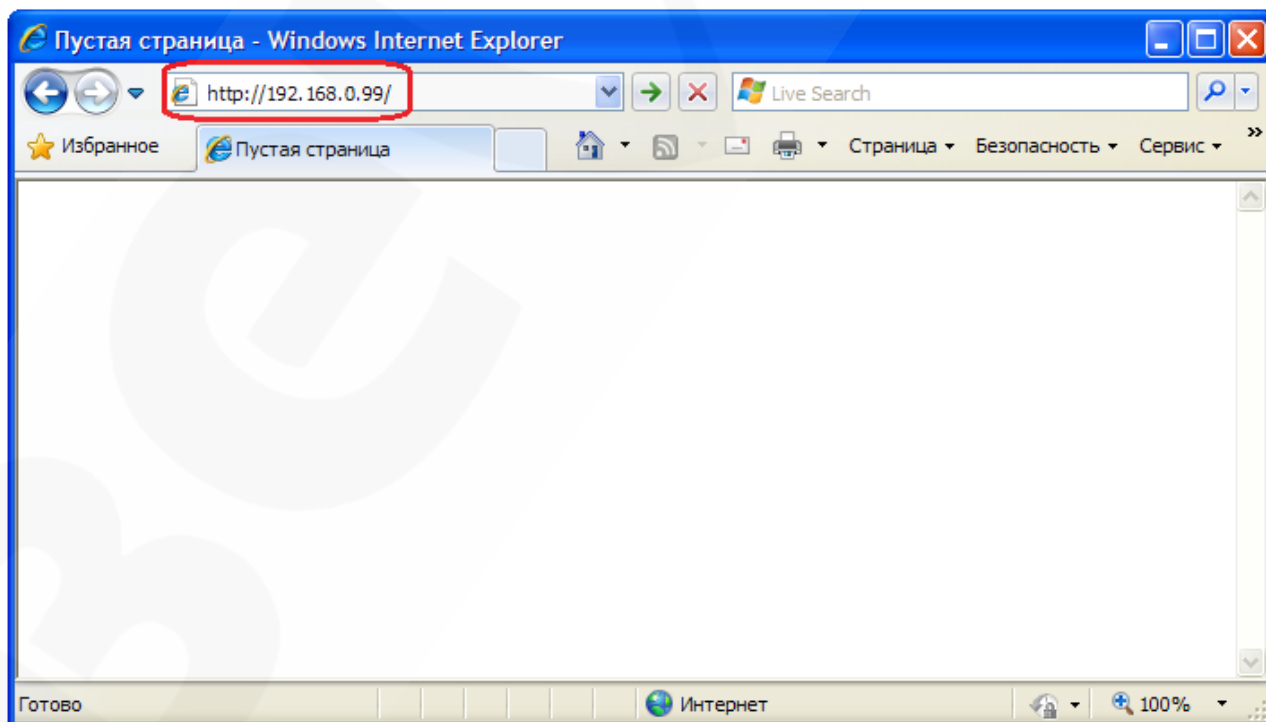 Пустая страница - Windows Internet Explorer
http://192.168.0.99/
Live Search
Избранное
Пустая страница
Страница
Безопасность
Сервис
Готово
Интернет
100%